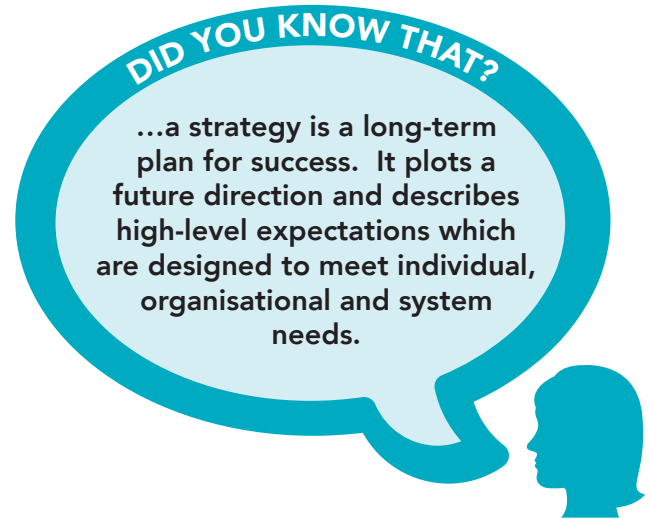 DID YOU KNOW THAT?
...a strategy is a long-term
plan for success.  It plots a
future direction and describes
high-level expectations which
are designed to meet individual,
organisational and system
needs.